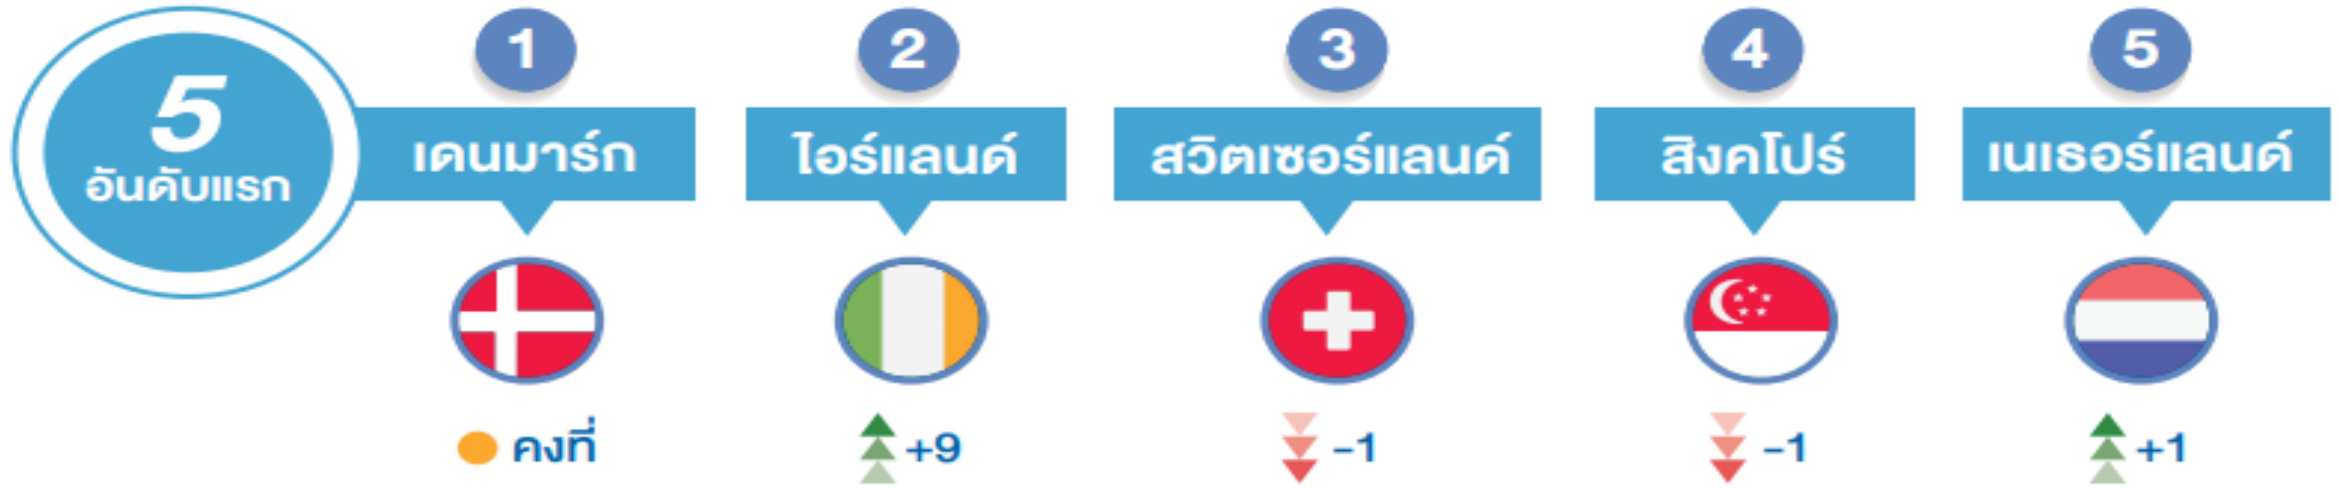 5
อันดับแรก
1
เดนมาร์ก
คงที่
2
ไอร์แลนด์
+9
3
สวิตเซอร์แลนด์
-1
4
สิงคโปร์
-1
5
เนเธอร์แลนด์
+1